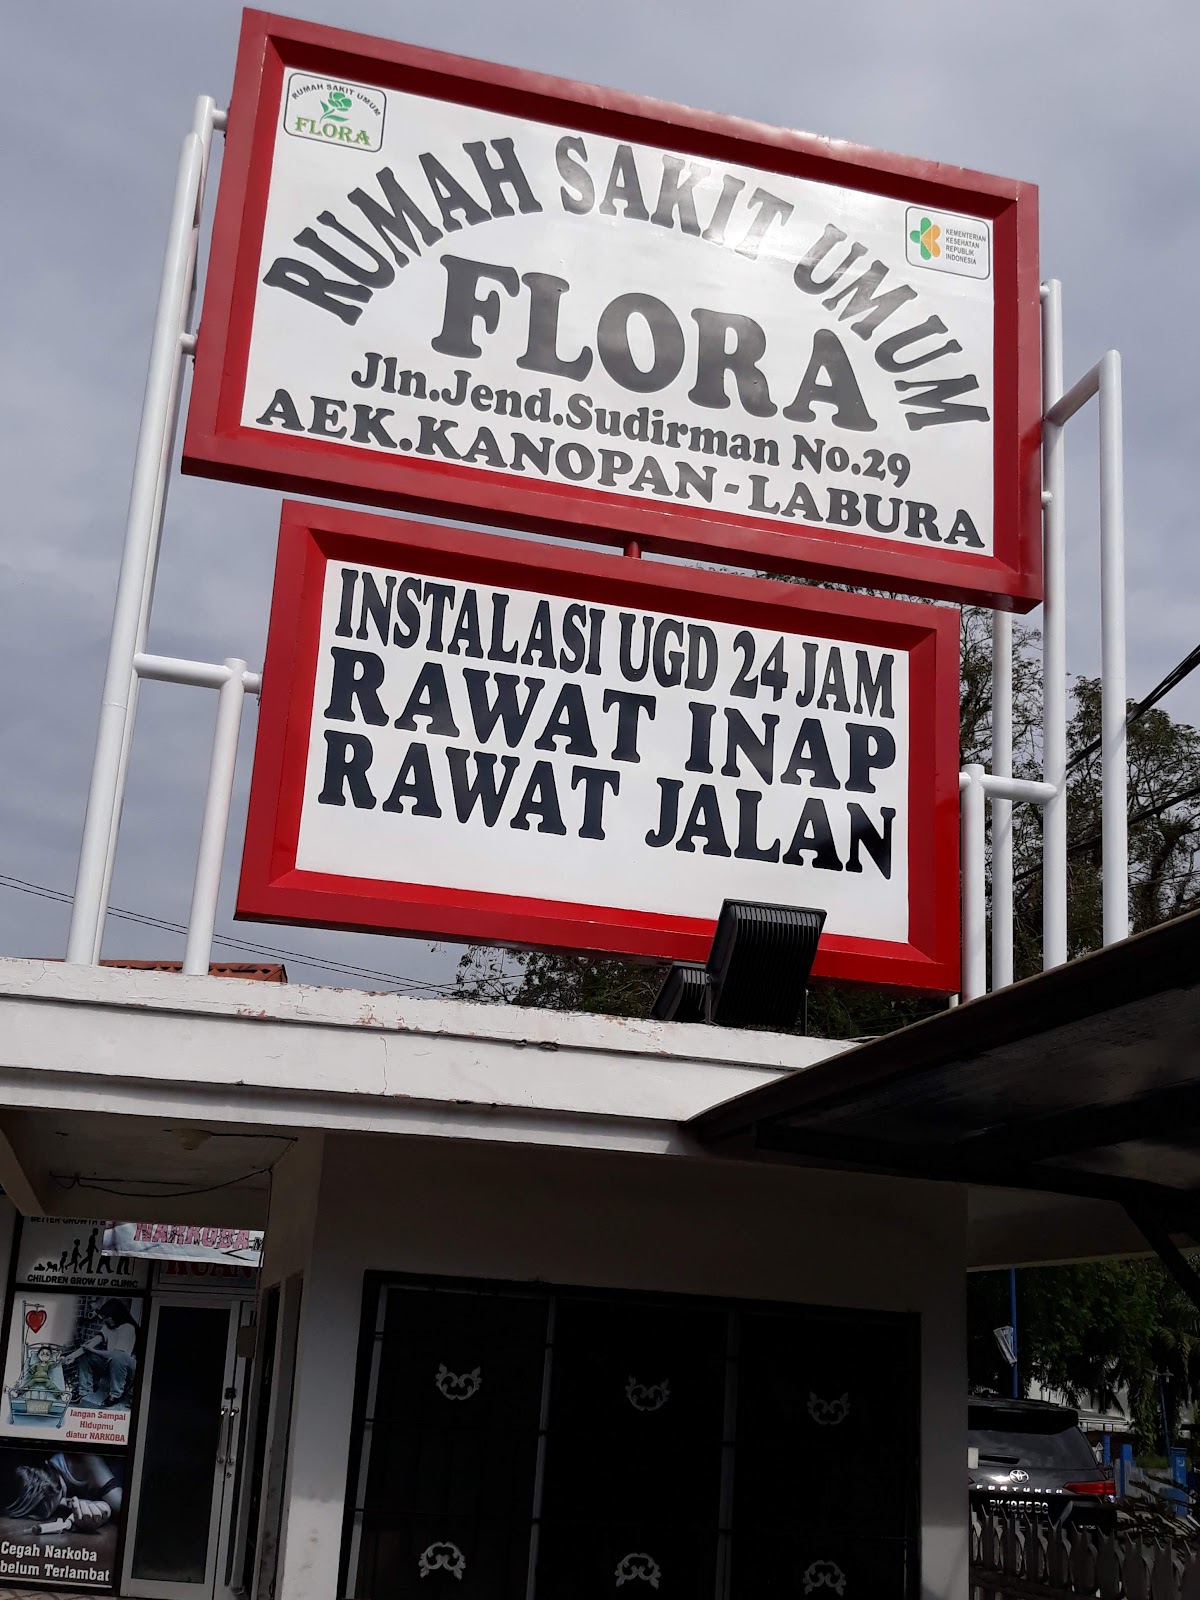 RUMAH SAKIT UMUM
FLORA
KEMENTERIAN
KESEHATAN
REPUBLIK
INDONESIA
RUMAH SAKIT UMUM
FLORA
Jln.Jend.Sudirman No.29
AEK.KANOPAN-LABURA
INSTALASI UGD 24 JAM
RAWAT INAP
RAWAT JALAN
BETTER GROWTH
CHILDREN GROW UP CLINIC
NARKOBA
Jangan Sampai
Hidupmu
diatur NARKOBA
Cegah Narkoba
belum Terlambat
FORTUNER